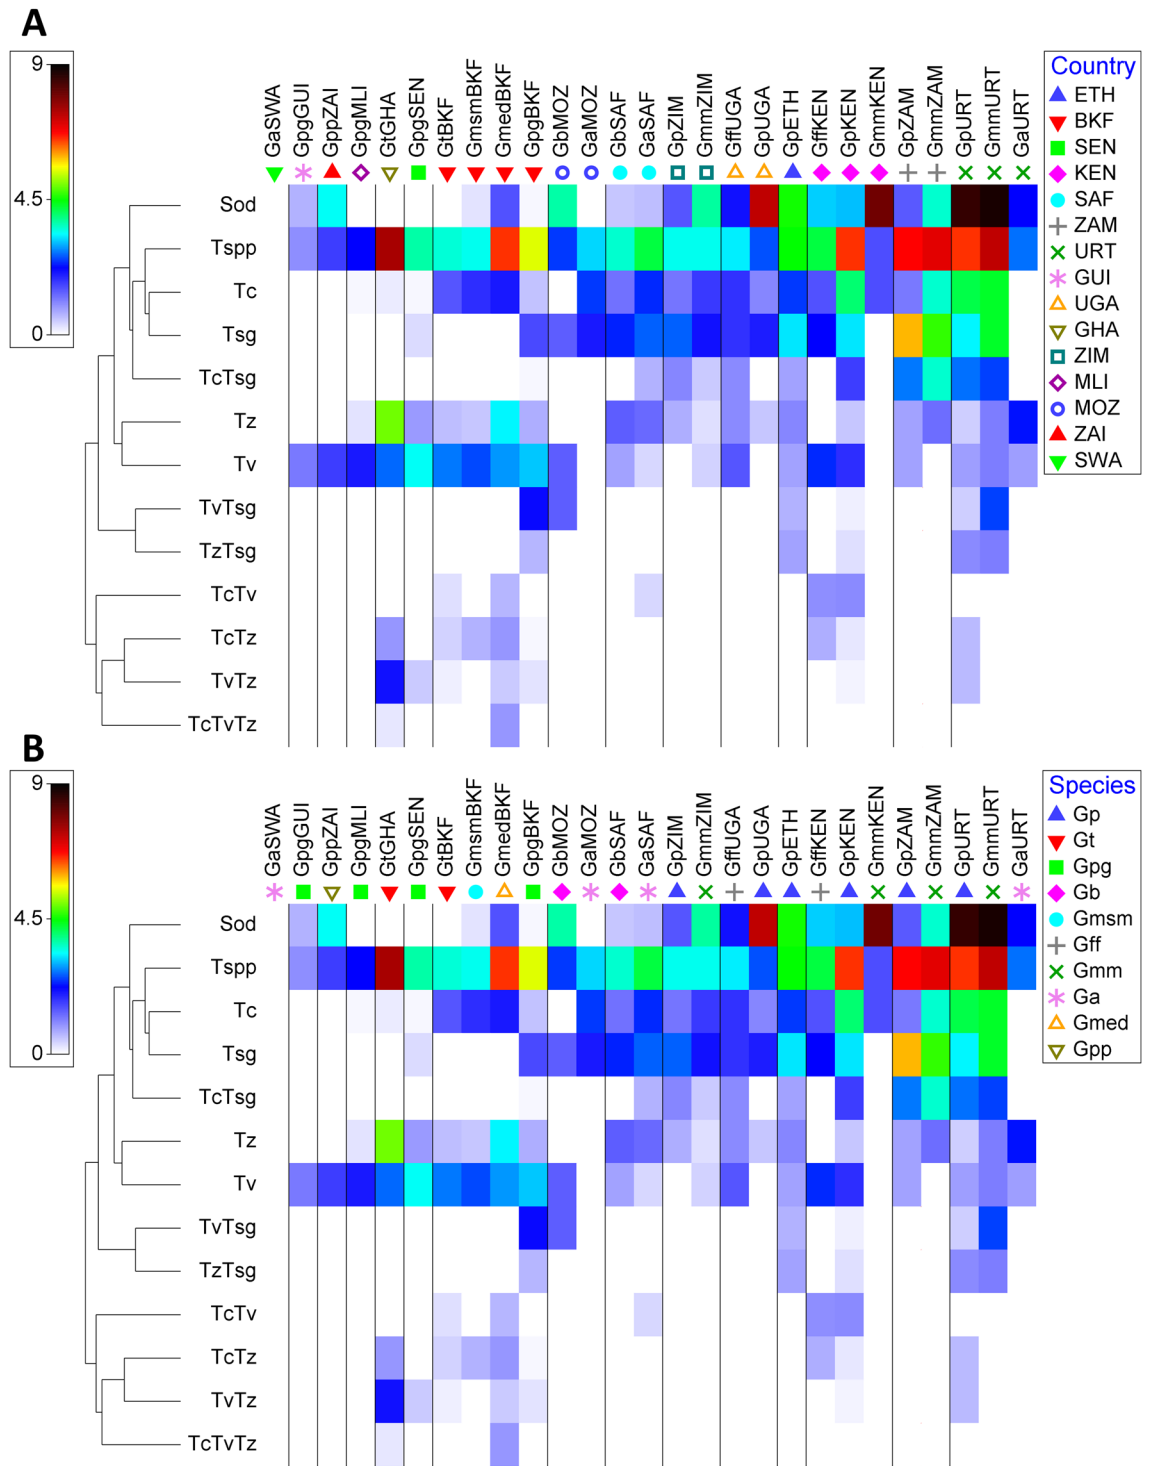 A
9
4.5
0
GaSWA GpgGUI GppZAI GpgMLI GtGHA GpgSEN GtBKF GmsmBKF GmedBKF GpgBKF GbMOZ GaMOZ GbSAF GaSAF GpZIM GmmZIM GffUGA GpUGA GpETH GffKEN GpKEN GmmKEN GpZAM GmmZAM GpURT GmmURT GaURT
Sod
Tspp
Tc
Tsg
TcTsg
Tz
Tv
TvTsg
TzTsg
TcTv
TcTz
TvTz
TcTvTz
Country
ETH
BKF
SEN
KEN
SAF
ZAM
URT
GUI
UGA
GHA
ZIM
MLI
MOZ
ZAI
SWA
B
9
4.5
0
GaSWA GpgGUI GppZAI GpgMLI GtGHA GpgSEN GtBKF GmsmBKF GmedBKF GpgBKF GbMOZ GaMOZ GbSAF GaSAF GpZIM GmmZIM GffUGA GpUGA GpETH GffKEN GpKEN GmmKEN GpZAM GmmZAM GpURT GmmURT GaURT
Sod
Tspp
Tc
Tsg
TcTsg
Tz
Tv
TvTsg
TzTsg
TcTv
TcTz
TvTz
TcTvTz
Species
Gp
Gt
Gpg
Gb
Gmsm
Gff
Gmm
Ga
Gmed
Gpp